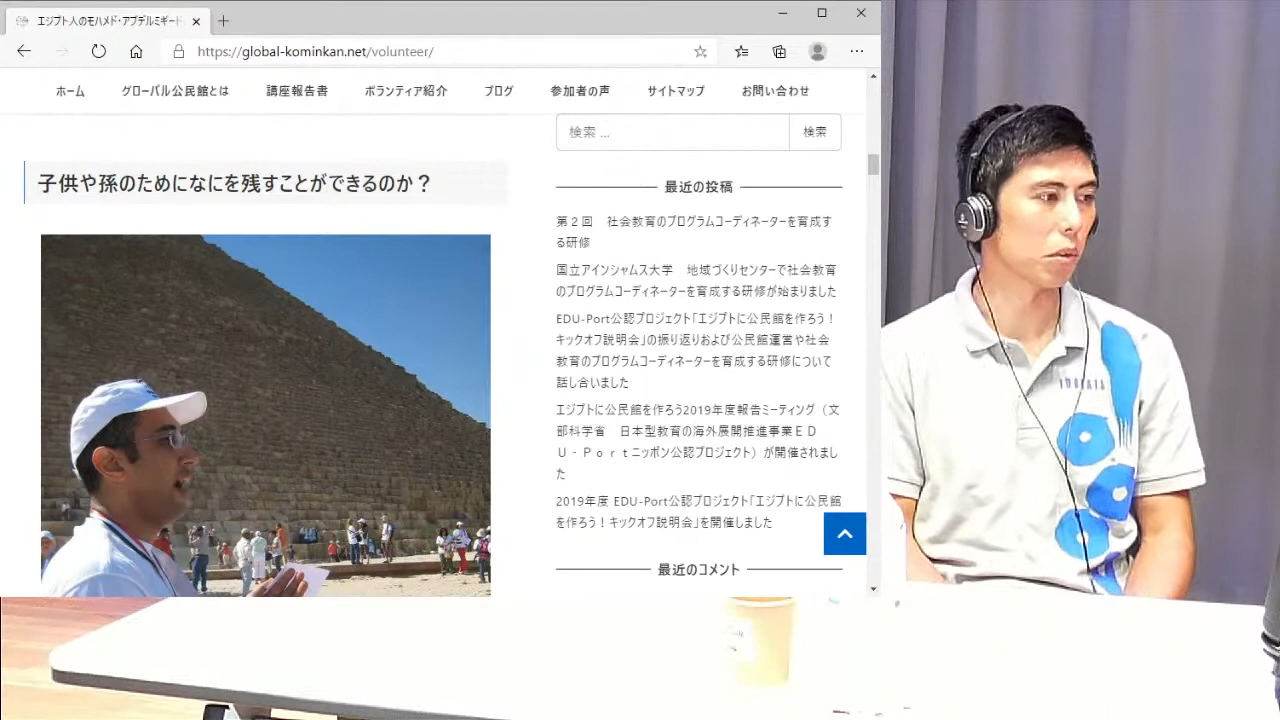 エジプト人のモハメド・アブデルミギード
https://global-kominkan.net/volunteer/
ホーム グローバル公民館とは 講座報告書 ボランティア紹介 ブログ 参加者の声 サイトマップ お問い合わせ
検索 ...
検索
子供や孫のためになにを残すことができるのか？
最近の投稿
第２回　社会教育のプログラムコーディネーターを育成す
る研修
国立アインシャムス大学　地域づくりセンターで社会教育
のプログラムコーディネーターを育成する研修が始まりました
EDU-Port公認プロジェクト「エジプトに公民館を作ろう！
キックオフ説明会」の振り返りおよび公民館運営や社会
教育のプログラムコーディネーターを育成する研修について
話し合いました
エジプトに公民館を作ろう2019年度報告ミーティング（文
部科学省　日本型教育の海外展開推進事業ＥＤ
Ｕ‐Ｐｏｒｔニッポン公認プロジェクト）が開催されまし
た
2019年度 EDU-Port公認プロジェクト「エジプトに公民館
を作ろう！キックオフ説明会」を開催しました
最近のコメント